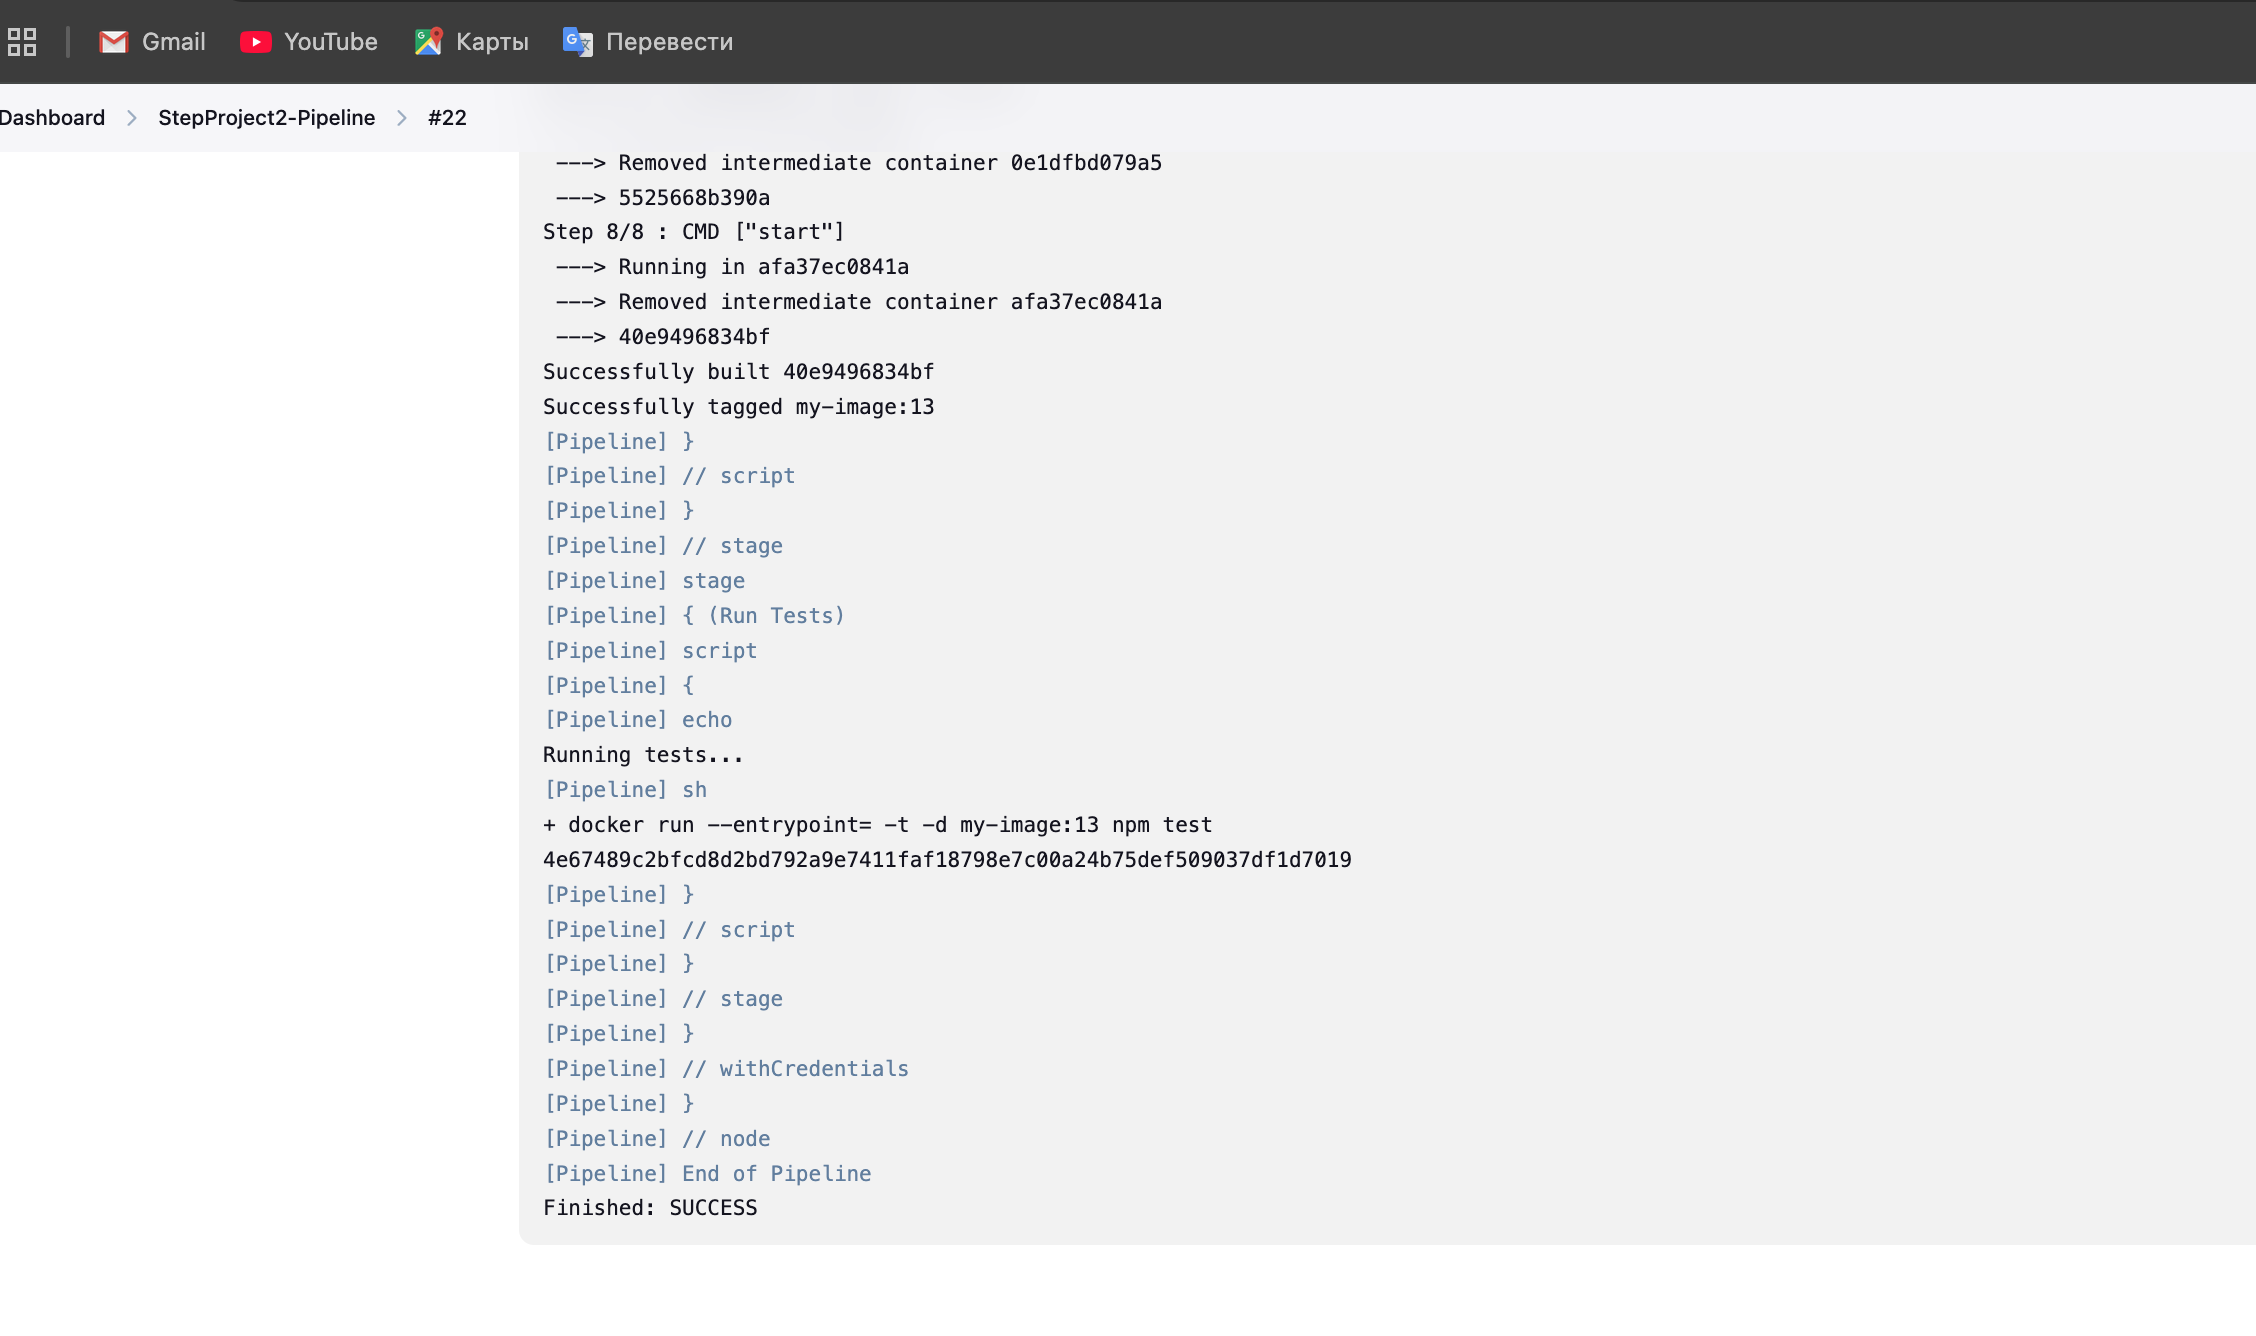 Gmail YouTube Карты Перевести
Dashboard > StepProject2-Pipeline > #22
---> Removed intermediate container 0e1dfbd079a5
---> 5525668b390a
Step 8/8 : CMD ["start"]
---> Running in afa37ec0841a
---> Removed intermediate container afa37ec0841a
---> 40e9496834bf
Successfully built 40e9496834bf
Successfully tagged my-image:13
[Pipeline] }
[Pipeline] // script
[Pipeline] }
[Pipeline] // stage
[Pipeline] stage
[Pipeline] { (Run Tests)
[Pipeline] script
[Pipeline] {
[Pipeline] echo
Running tests...
[Pipeline] sh
+ docker run --entrypoint= -t -d my-image:13 npm test
4e67489c2bfcd8d2bd792a9e7411faf18798e7c00a24b75def509037df1d7019
[Pipeline] }
[Pipeline] // script
[Pipeline] }
[Pipeline] // stage
[Pipeline] }
[Pipeline] // withCredentials
[Pipeline] }
[Pipeline] // node
[Pipeline] End of Pipeline
Finished: SUCCESS